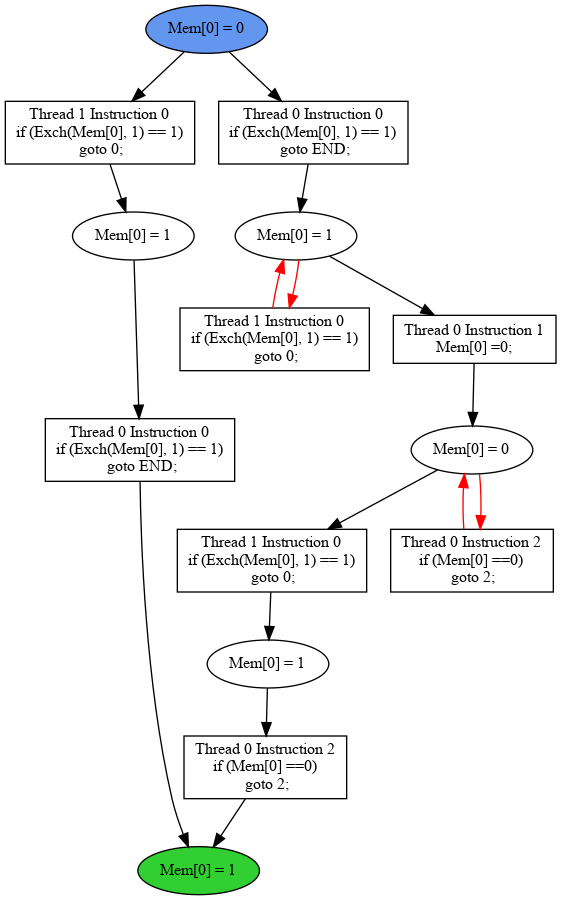 Mem[0] = 0
Thread 1 Instruction 0
if (Exch(Mem[0], 1) == 1)
goto 0;
Thread 0 Instruction 0
if (Exch(Mem[0], 1) == 1)
goto END;
Mem[0] = 1
Mem[0] = 1
Thread 1 Instruction 0
if (Exch(Mem[0], 1) == 1)
goto 0;
Thread 0 Instruction 1
Mem[0] =0;
Thread 0 Instruction 0
if (Exch(Mem[0], 1) == 1)
goto END;
Mem[0] = 0
Thread 1 Instruction 0
if (Exch(Mem[0], 1) == 1)
goto 0;
Thread 0 Instruction 2
if (Mem[0] ==0)
goto 2;
Mem[0] = 1
Thread 0 Instruction 2
if (Mem[0] ==0)
goto 2;
Mem[0] = 1